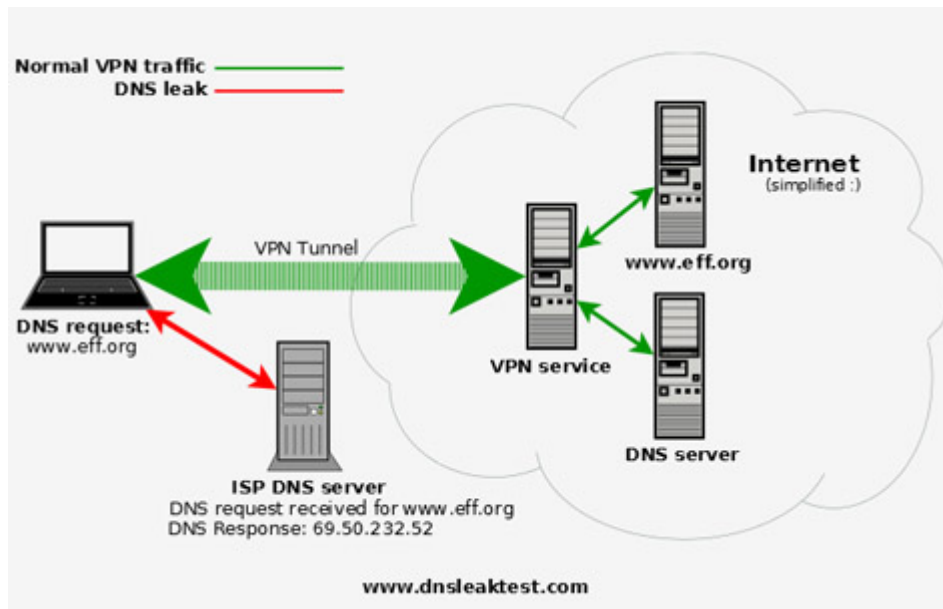 Normal VPN traffic
DNS leak
Internet
(simplified :)
VPN Tunnel
www.eff.org
DNS request:
www.eff.org
VPN service
DNS server
ISP DNS server
DNS request received for www.eff.org
DNS Response: 69.50.232.52
www.dnsleaktest.com